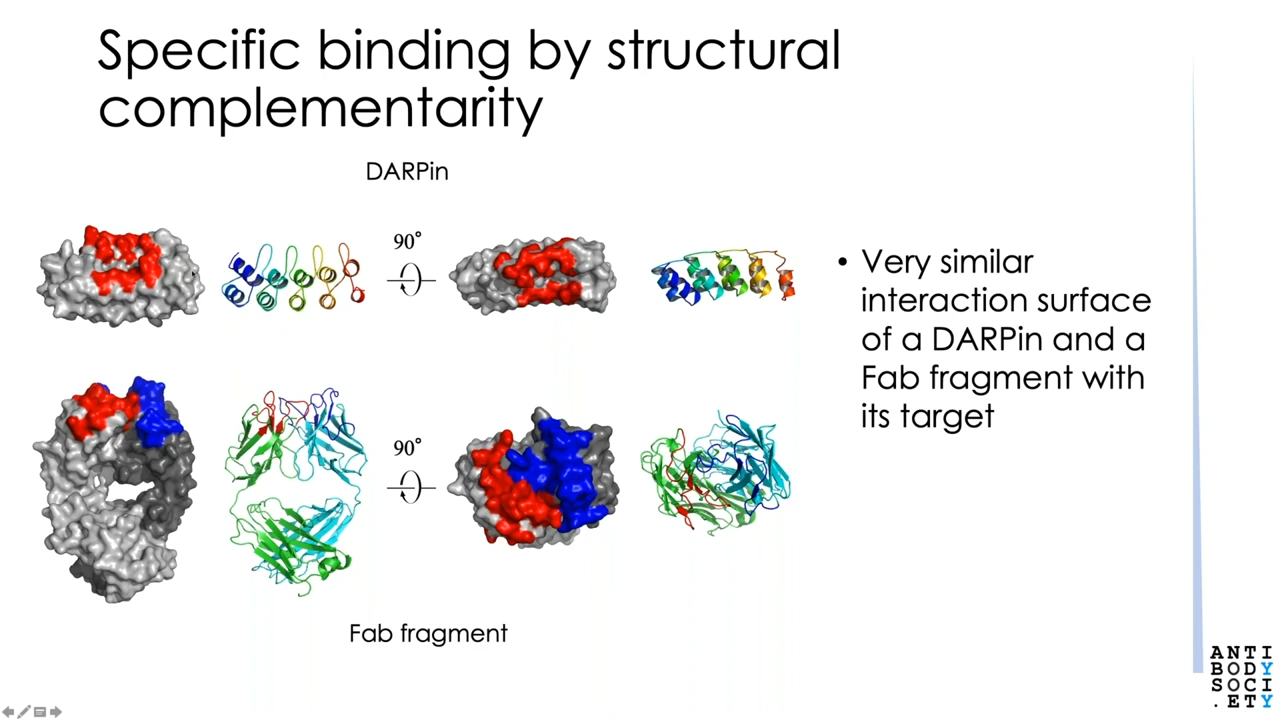 Specific binding by structural
complementarity
DARPin
90°
90°
Fab fragment
• Very similar
interaction surface
of a DARPin and a
Fab fragment with
its target
ANTI
BODY
SOCI
.ETY